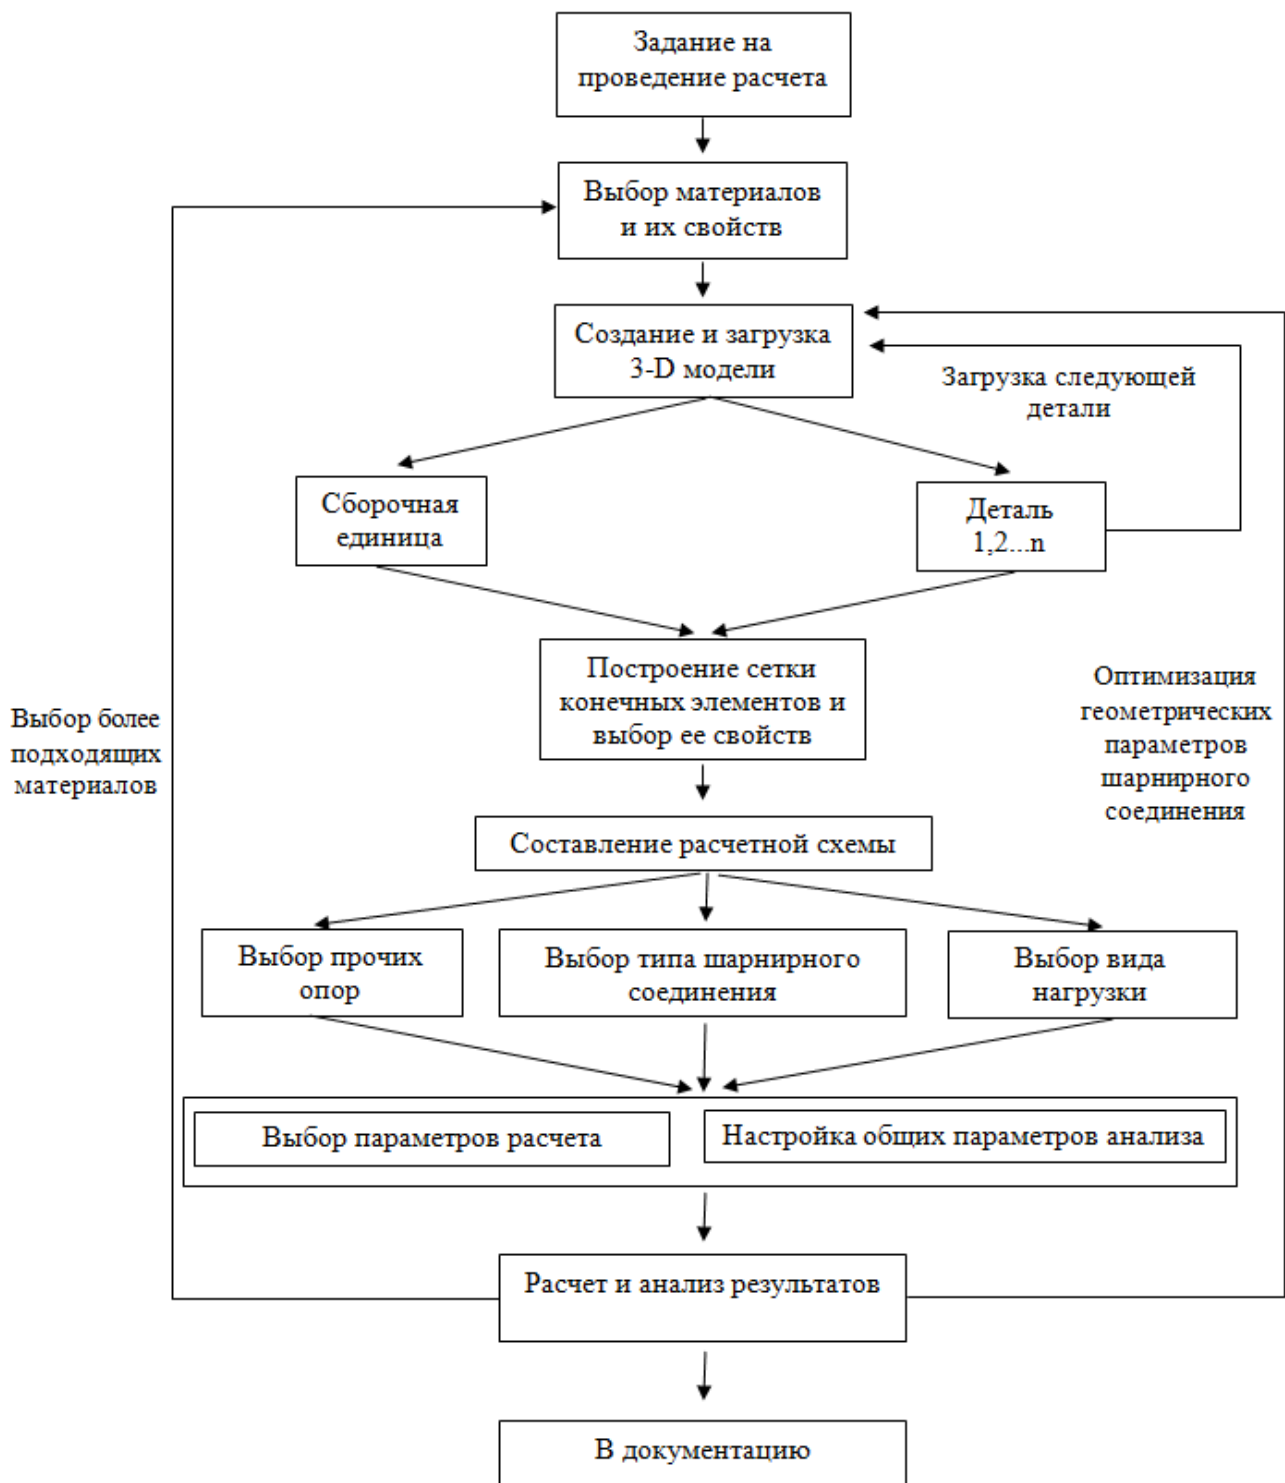 Задание на
проведение расчета
Выбор материалов
и их свойств
Создание и загрузка
3-D модели
Загрузка следующей
детали
Сборочная
единица
Деталь
1,2...n
Построение сетки
конечных элементов и
выбор ее свойств
Выбор более
подходящих
материалов
Оптимизация
геометрических
параметров
шарнирного
соединения
Составление расчетной схемы
Выбор прочих
опор
Выбор типа шарнирного
соединения
Выбор вида
нагрузки
Выбор параметров расчета
Настройка общих параметров анализа
Расчет и анализ результатов
В документацию